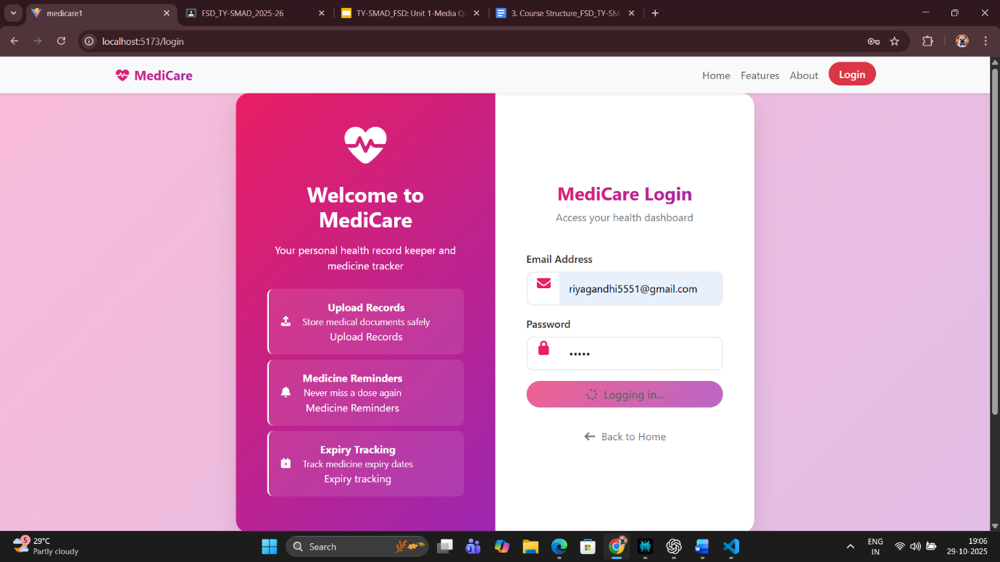 medicare1
FSD_TY-SMAD_2025-26
TY-SMAD_FSD: Unit 1-Media Q
3. Course Structure_FSD_TY-SM
localhost:5173/login
MediCare
Home
Features
About
Login
Welcome to
MediCare
Your personal health record keeper and
medicine tracker
Upload Records
Store medical documents safely
Upload Records
Medicine Reminders
Never miss a dose again
Medicine Reminders
Expiry Tracking
Track medicine expiry dates
Expiry tracking
MediCare Login
Access your health dashboard
Email Address
riyagandhi5551@gmail.com
Password
•••••
Logging in...
Back to Home
5
29°C
Partly cloudy
Search
ENG
IN
19:06
29-10-2025